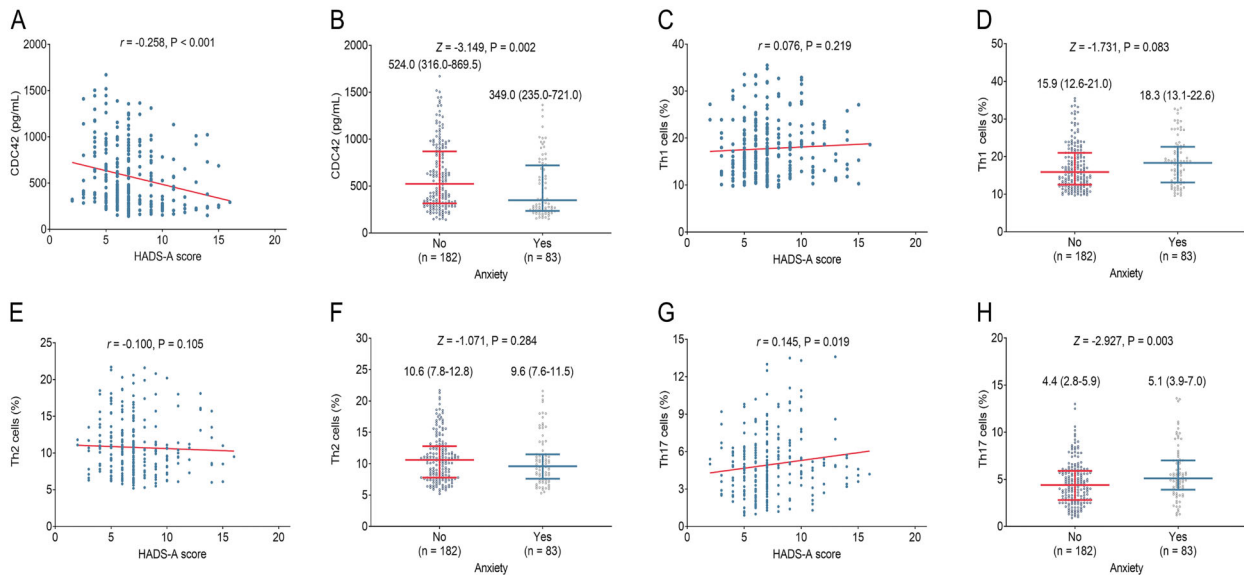 A
r = -0.258, P < 0.001
2000
1500
1000
500
0
CDC42 (pg/mL)
0 5 10 15 20
HADS-A score
B
Z = -3.149, P = 0.002
524.0 (316.0-869.5)
349.0 (235.0-721.0)
2000
1500
1000
500
0
CDC42 (pg/mL)
No Yes
(n = 182) (n = 83)
Anxiety
C
r = 0.076, P = 0.219
40
30
20
10
0
Th1 cells (%)
0 5 10 15 20
HADS-A score
D
Z = -1.731, P = 0.083
15.9 (12.6-21.0)
18.3 (13.1-22.6)
50
40
30
20
10
0
Th1 cells (%)
No Yes
(n = 182) (n = 83)
Anxiety
E
r = -0.100, P = 0.105
25
20
15
10
5
0
Th2 cells (%)
0 5 10 15 20
HADS-A score
F
Z = -1.071, P = 0.284
10.6 (7.8-12.8) 9.6 (7.6-11.5)
30
25
20
15
10
5
0
Th2 cells (%)
No Yes
(n = 182) (n = 83)
Anxiety
G
r = 0.145, P = 0.019
15
12
9
6
3
0
Th17 cells (%)
0 5 10 15 20
HADS-A score
H
Z = -2.927, P = 0.003
4.4 (2.8-5.9) 5.1 (3.9-7.0)
20
15
10
5
0
Th17 cells (%)
No Yes
(n = 182) (n = 83)
Anxiety